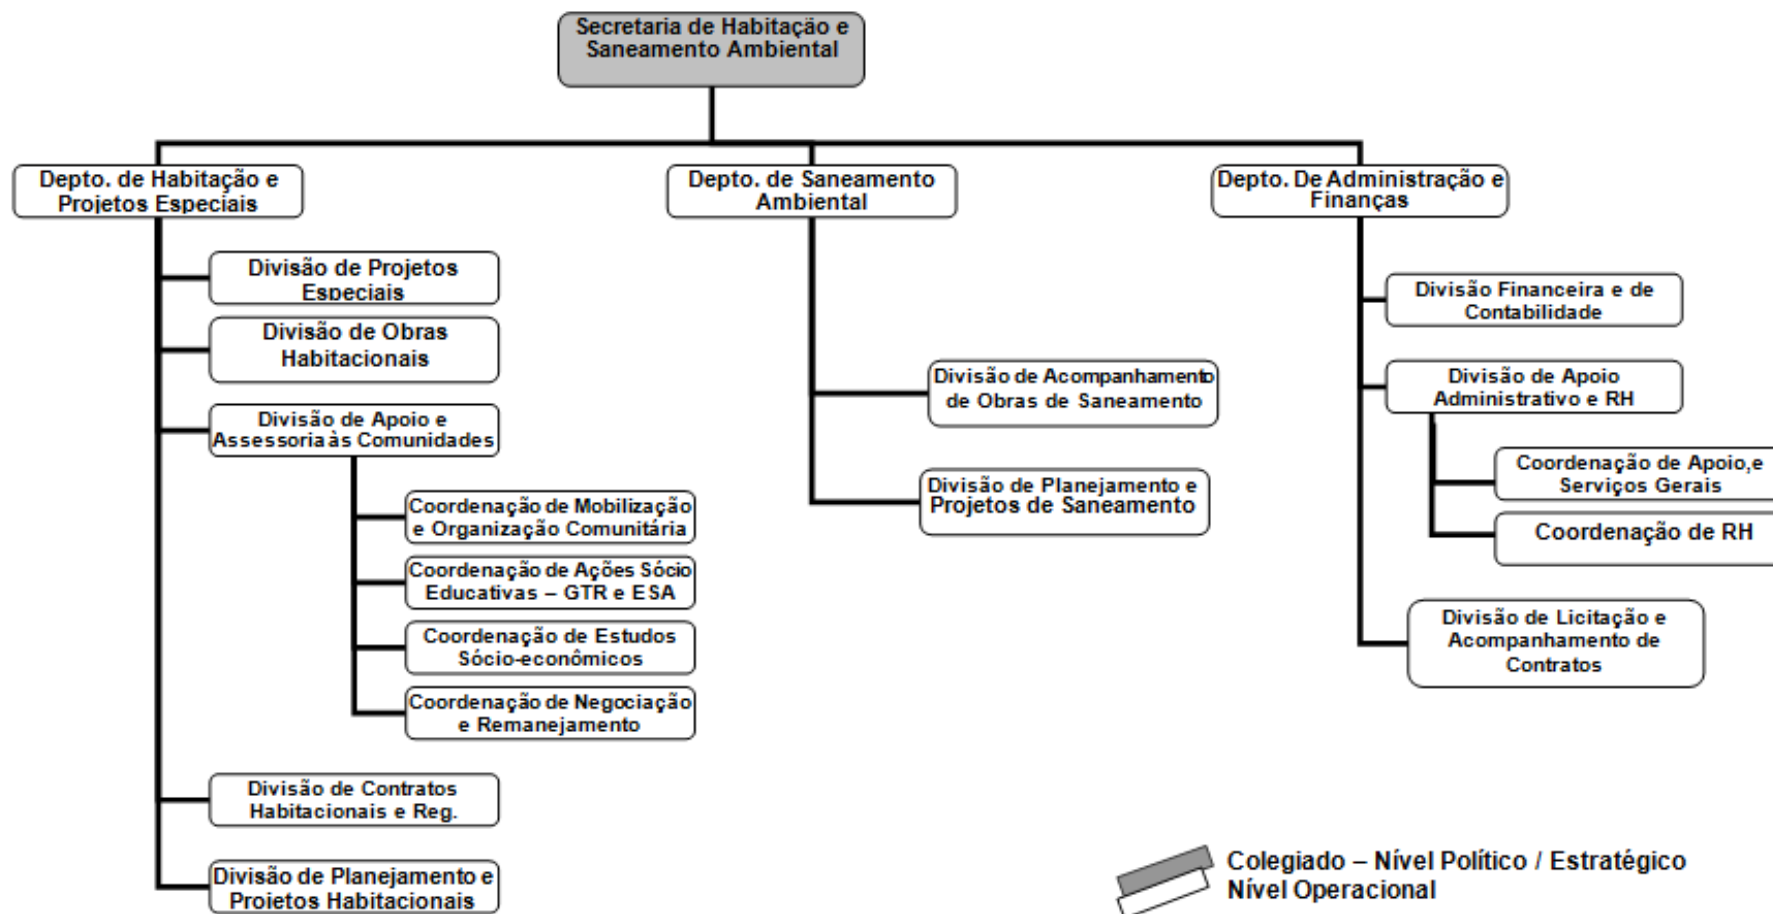 Secretaria de Habitação e
Saneamento Ambiental
Depto. de Habitação e
Projetos Especiais
Depto. de Saneamento
Ambiental
Depto. De Administração e
Finanças
Divisão de Projetos
Especiais
Divisão de Obras
Habitacionais
Divisão de Apoio e
Assessoria às Comunidades
Coordenação de Mobilização
e Organização Comunitária
Coordenação de Ações Sócio
Educativas – GTR e ESA
Coordenação de Estudos
Sócio-econômicos
Coordenação de Negociação
e Remanejamento
Divisão de Contratos
Habitacionais e Reg.
Divisão de Planejamento e
Projetos Habitacionais
Divisão de Acompanhamento
de Obras de Saneamento
Divisão de Planejamento e
Projetos de Saneamento
Divisão Financeira e de
Contabilidade
Divisão de Apoio
Administrativo e RH
Coordenação de Apoio,e
Serviços Gerais
Coordenação de RH
Divisão de Licitação e
Acompanhamento de
Contratos
Colegiado – Nível Político / Estratégico
Nível Operacional